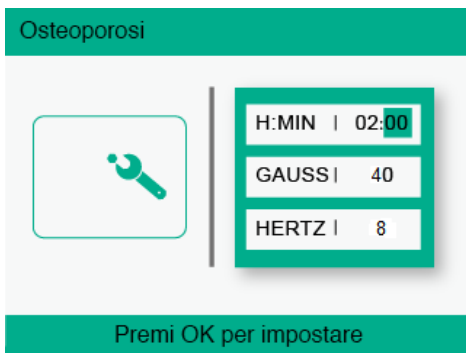 Osteoporosi
H:MIN | 02:00
GAUSS | 40
HERTZ | 8
Premi OK per impostare